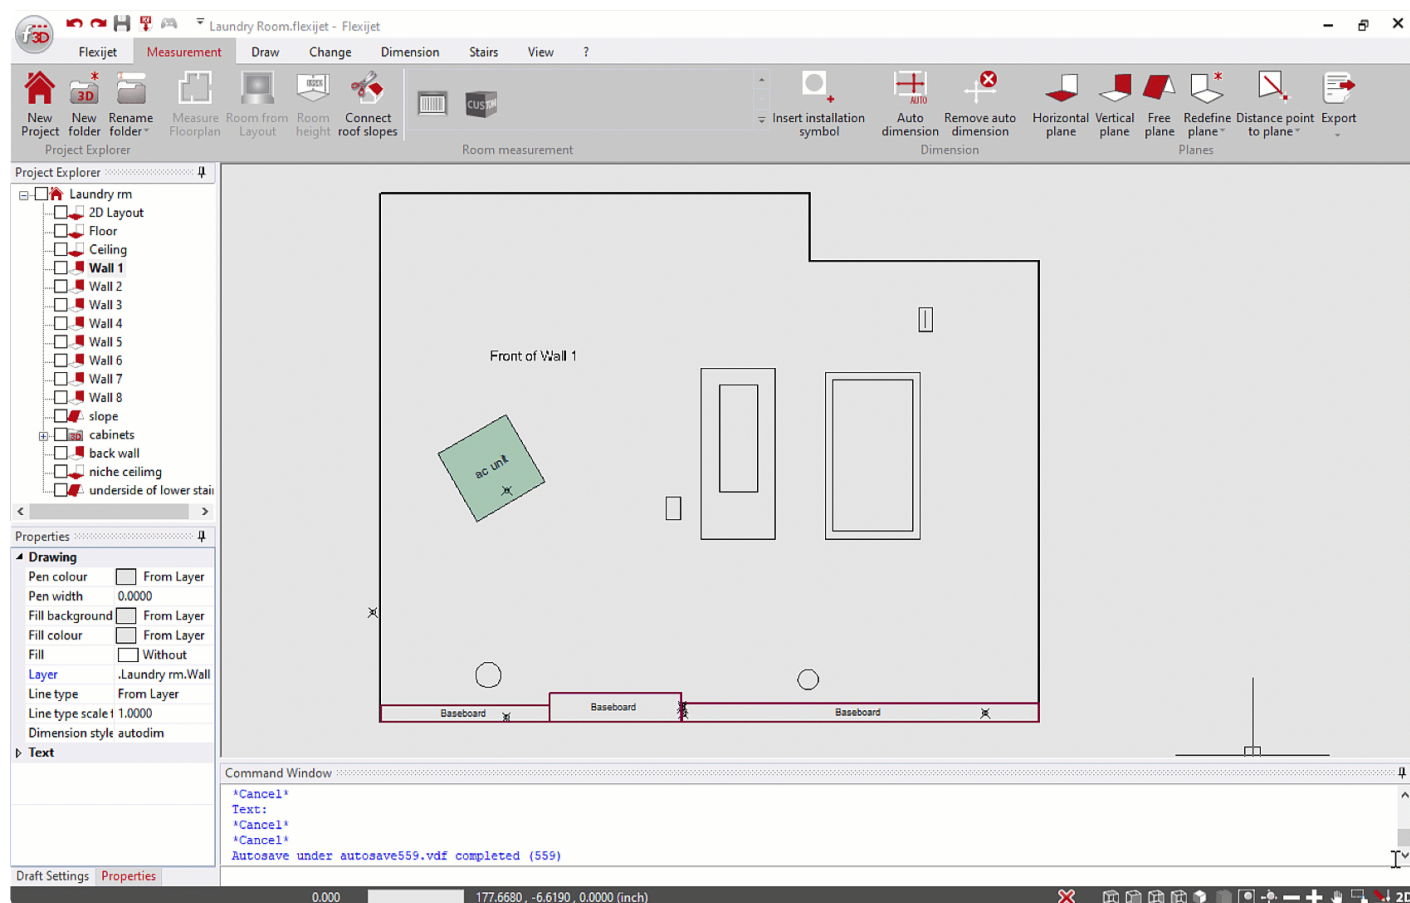 f3D
Laundry Room.flexijet - Flexijet
Flexijet Measurement Draw Change Dimension Stairs View ?
New Project
New folder
Rename folder
Measure Floorplan
Room from Layout
Room height
Connect roof slopes
CUSTOM
Insert installation symbol
AUTO
Auto dimension
Remove auto dimension
Horizontal plane
Vertical plane
Free plane
Redefine plane
Distance point to plane
Export
Project Explorer
Room measurement
Dimension
Planes
Project Explorer
Laundry rm
2D Layout
Floor
Ceiling
Wall 1
Wall 2
Wall 3
Wall 4
Wall 5
Wall 6
Wall 7
Wall 8
slope
3D cabinets
back wall
niche ceilimg
underside of lower stai
Properties
Drawing
Pen colour From Layer
Pen width 0.0000
Fill background From Layer
Fill colour From Layer
Fill Without
Layer .Laundry rm.Wall
Line type From Layer
Line type scale f 1.0000
Dimension style autodim
Text
Draft Settings Properties
Front of Wall 1
ac unit
Baseboard
Baseboard
Baseboard
Command Window
*Cancel*
Text:
*Cancel*
*Cancel*
Autosave under autosave559.vdf completed (559)
0.000 177.6680 , -6.6190 , 0.0000 (inch) 2D